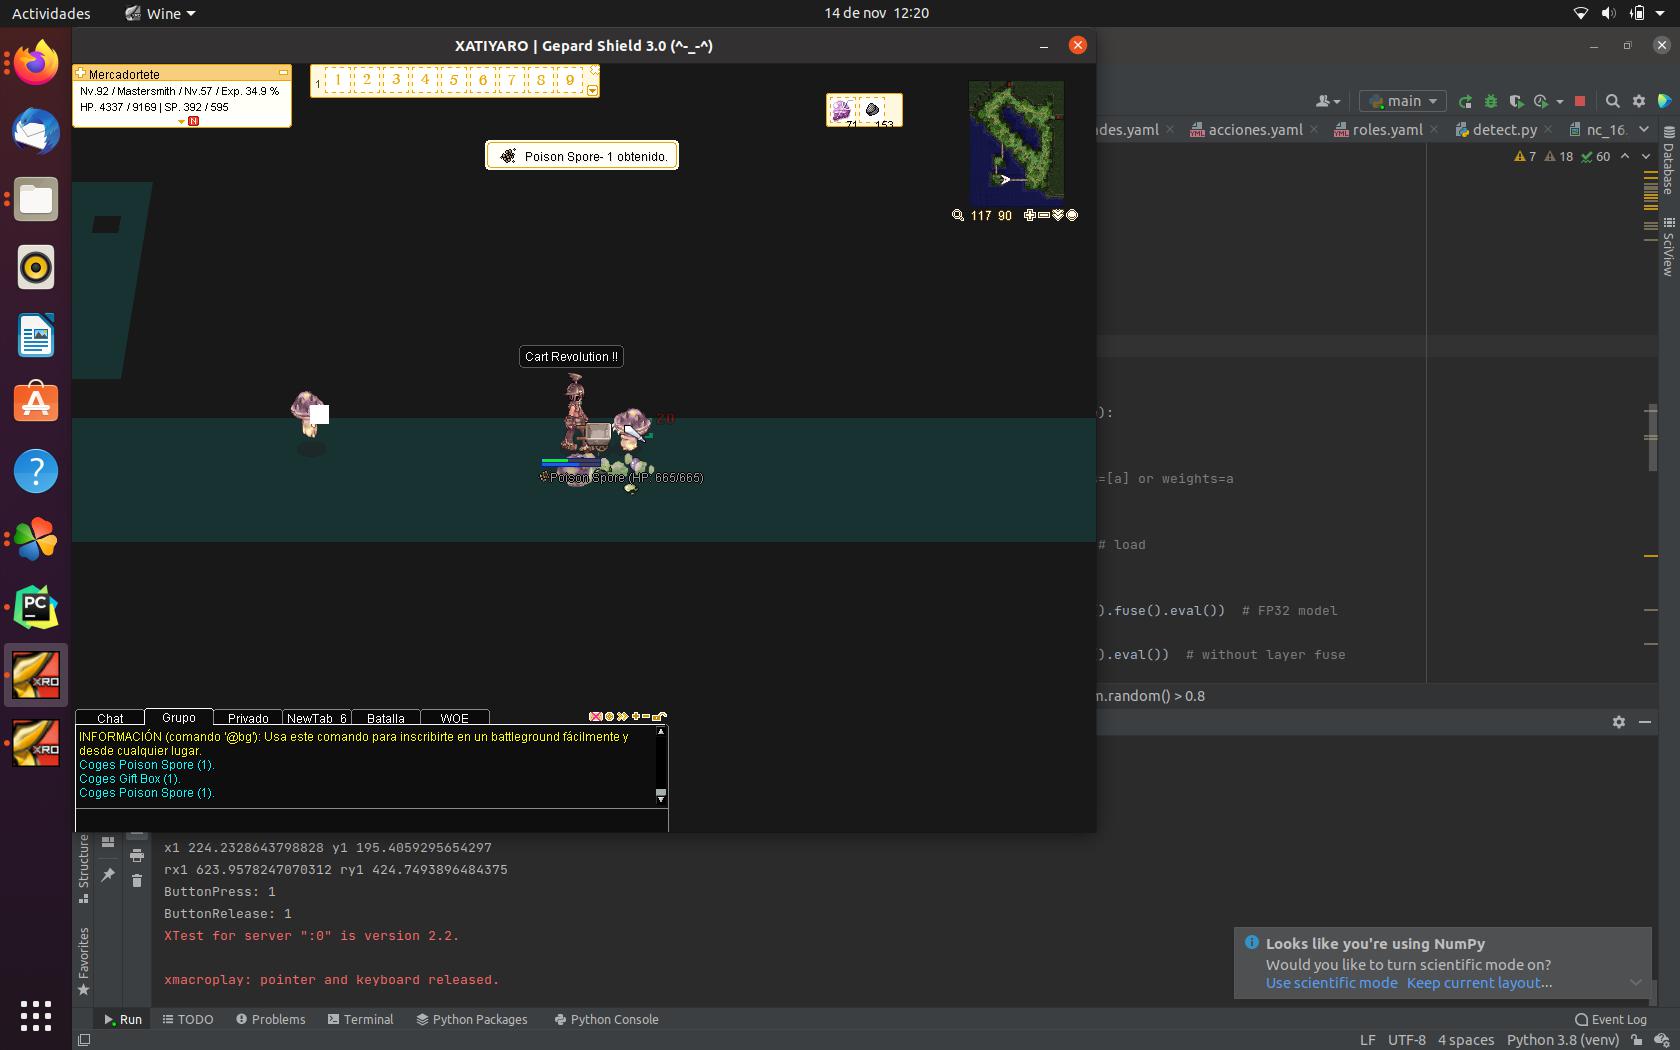 Actividades
Wine
14 de nov 12:20
XATIYARO | Gepard Shield 3.0 (^-_-^)
Mercadortete
Nv.92 / Mastersmith / Nv.57 / Exp. 34.9 %
HP. 4337 / 9169 | SP. 392 / 595
N
1
1 2 3 4 5 6 7 8 9
71 153
Poison Spore- 1 obtenido.
117 90
main
acciones.yaml
roles.yaml
detect.py
7 18 60
Database
SciView
Cart Revolution !!
20
Poison Spore (HP: 665/665)
):
=[a] or weights=a
# load
).fuse().eval()) # FP32 model
).eval()) # without layer fuse
m.random() > 0.8
Chat
Grupo
Privado
NewTab_6
Batalla
WOE
INFORMACIÓN (comando '@bg'): Usa este comando para inscribirte en un battleground fácilmente y
desde cualquier lugar.
Coges Poison Spore (1).
Coges Gift Box (1).
Coges Poison Spore (1).
PC
XRO
XRO
Structure
Favorites
x1 224.2328643798828 y1 195.4059295654297
rx1 623.9578247070312 ry1 424.7493896484375
ButtonPress: 1
ButtonRelease: 1
XTest for server ":0" is version 2.2.
xmacroplay: pointer and keyboard released.
Looks like you're using NumPy
Would you like to turn scientific mode on?
Use scientific mode Keep current layout...
Run
TODO
Problems
Terminal
Python Packages
Python Console
Event Log
LF UTF-8 4 spaces Python 3.8 (venv)